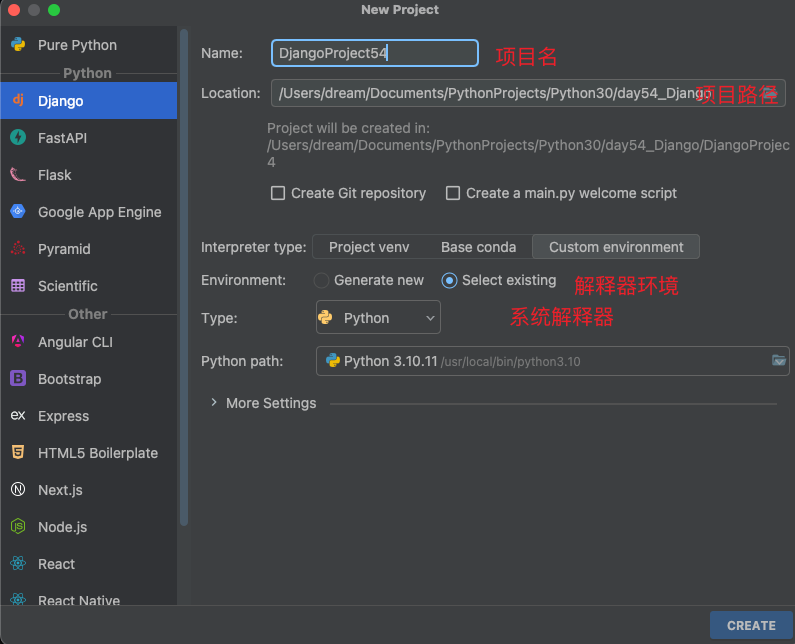 New Project
Pure Python
Python
Django
FastAPI
Flask
Google App Engine
Pyramid
Scientific
Other
Angular CLI
Bootstrap
Express
HTML5 Boilerplate
Next.js
Node.js
React
React Native
Name: DjangoProject54 项目名
Location: /Users/dream/Documents/PythonProjects/Python30/day54_Django 项目路径
Project will be created in:
/Users/dream/Documents/PythonProjects/Python30/day54_Django/DjangoProjec
4
Create Git repository Create a main.py welcome script
Interpreter type: Project venv Base conda Custom environment
Environment: Generate new Select existing 解释器环境
Type: Python 系统解释器
Python path: Python 3.10.11 /usr/local/bin/python3.10
More Settings
CREATE